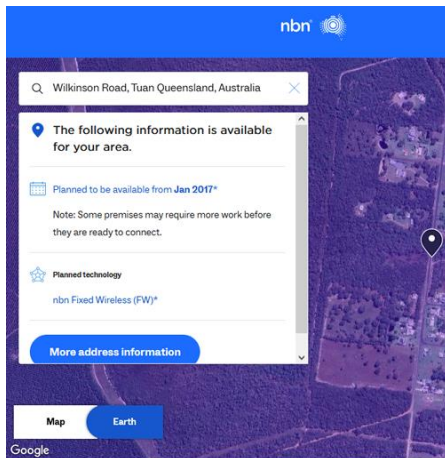 nbn
Wilkinson Road, Tuan Queensland, Australia
The following information is available
for your area.
Planned to be available from Jan 2017*
Note: Some premises may require more work before
they are ready to connect.
Planned technology
nbn Fixed Wireless (FW)*
More address information
Map Earth
Google